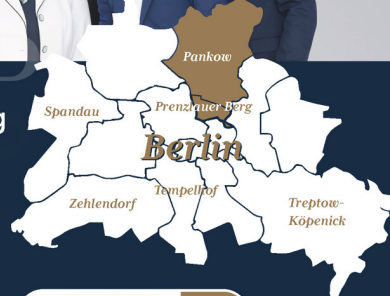 Pankow
Spandau
Prenzlauer Berg
Berlin
Tempelhof
Zehlendorf
Treptow-
Köpenick